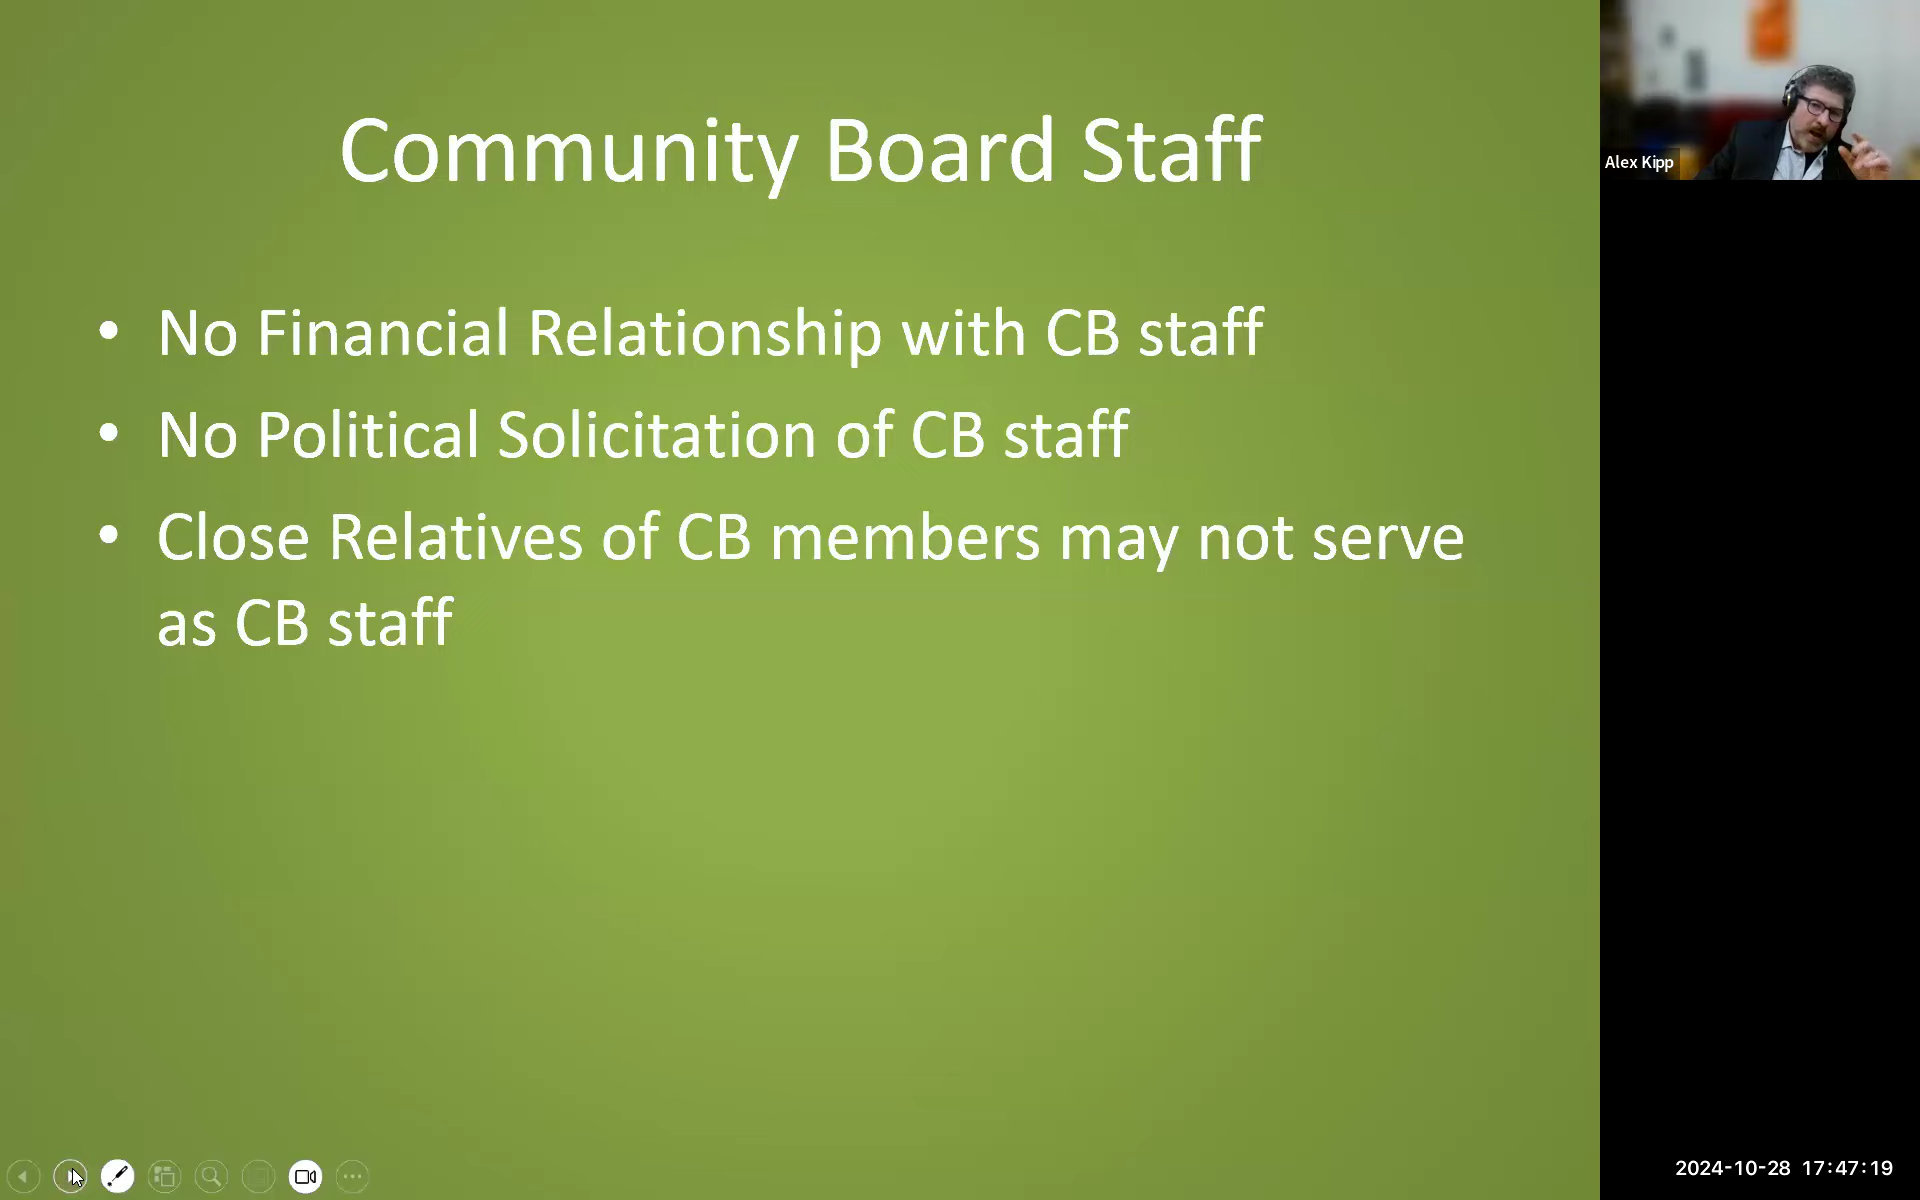 Community Board Staff
• No Financial Relationship with CB staff
• No Political Solicitation of CB staff
• Close Relatives of CB members may not serve
as CB staff
Alex Kipp
2024-10-28 17:47:19